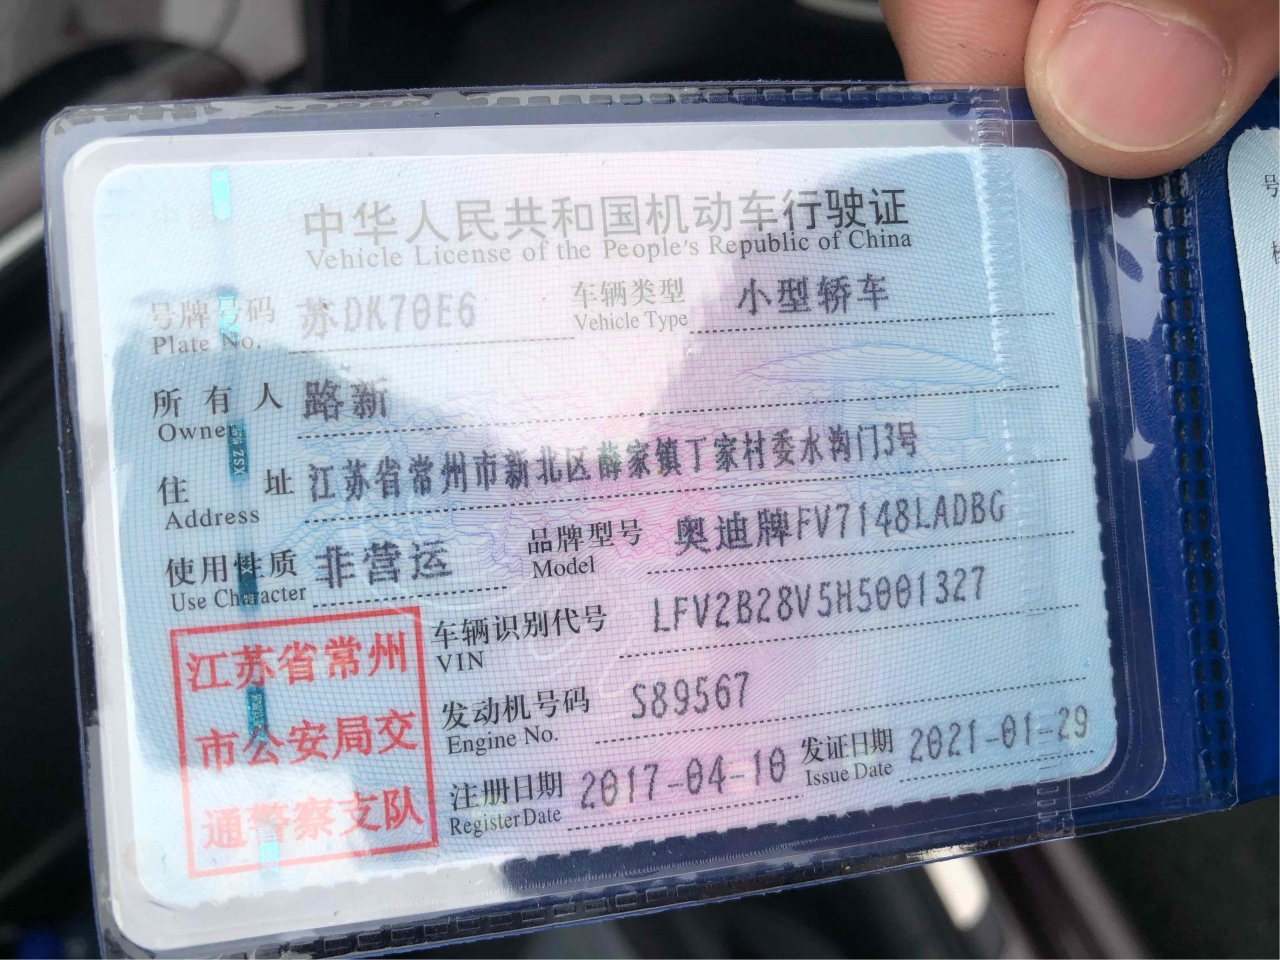 中华人民共和国机动车行驶证
Vehicle License of the People's Republic of China
号牌号码 苏DK70E6 车辆类型 小型轿车
Plate No. Vehicle Type
所有人 路新
Owner
住址 江苏省常州市新北区薛家镇丁家村委水沟门3号
Address
使用性质 非营运 品牌型号 奥迪牌FV7148LADBG
Use Character Model
车辆识别代号 LFV2B28V5H5001327
VIN
发动机号码 S89567
Engine No.
注册日期 2017-04-10 发证日期 2021-01-29
Register Date Issue Date
江苏省常州
市公安局交
通警察支队
XSZ
号